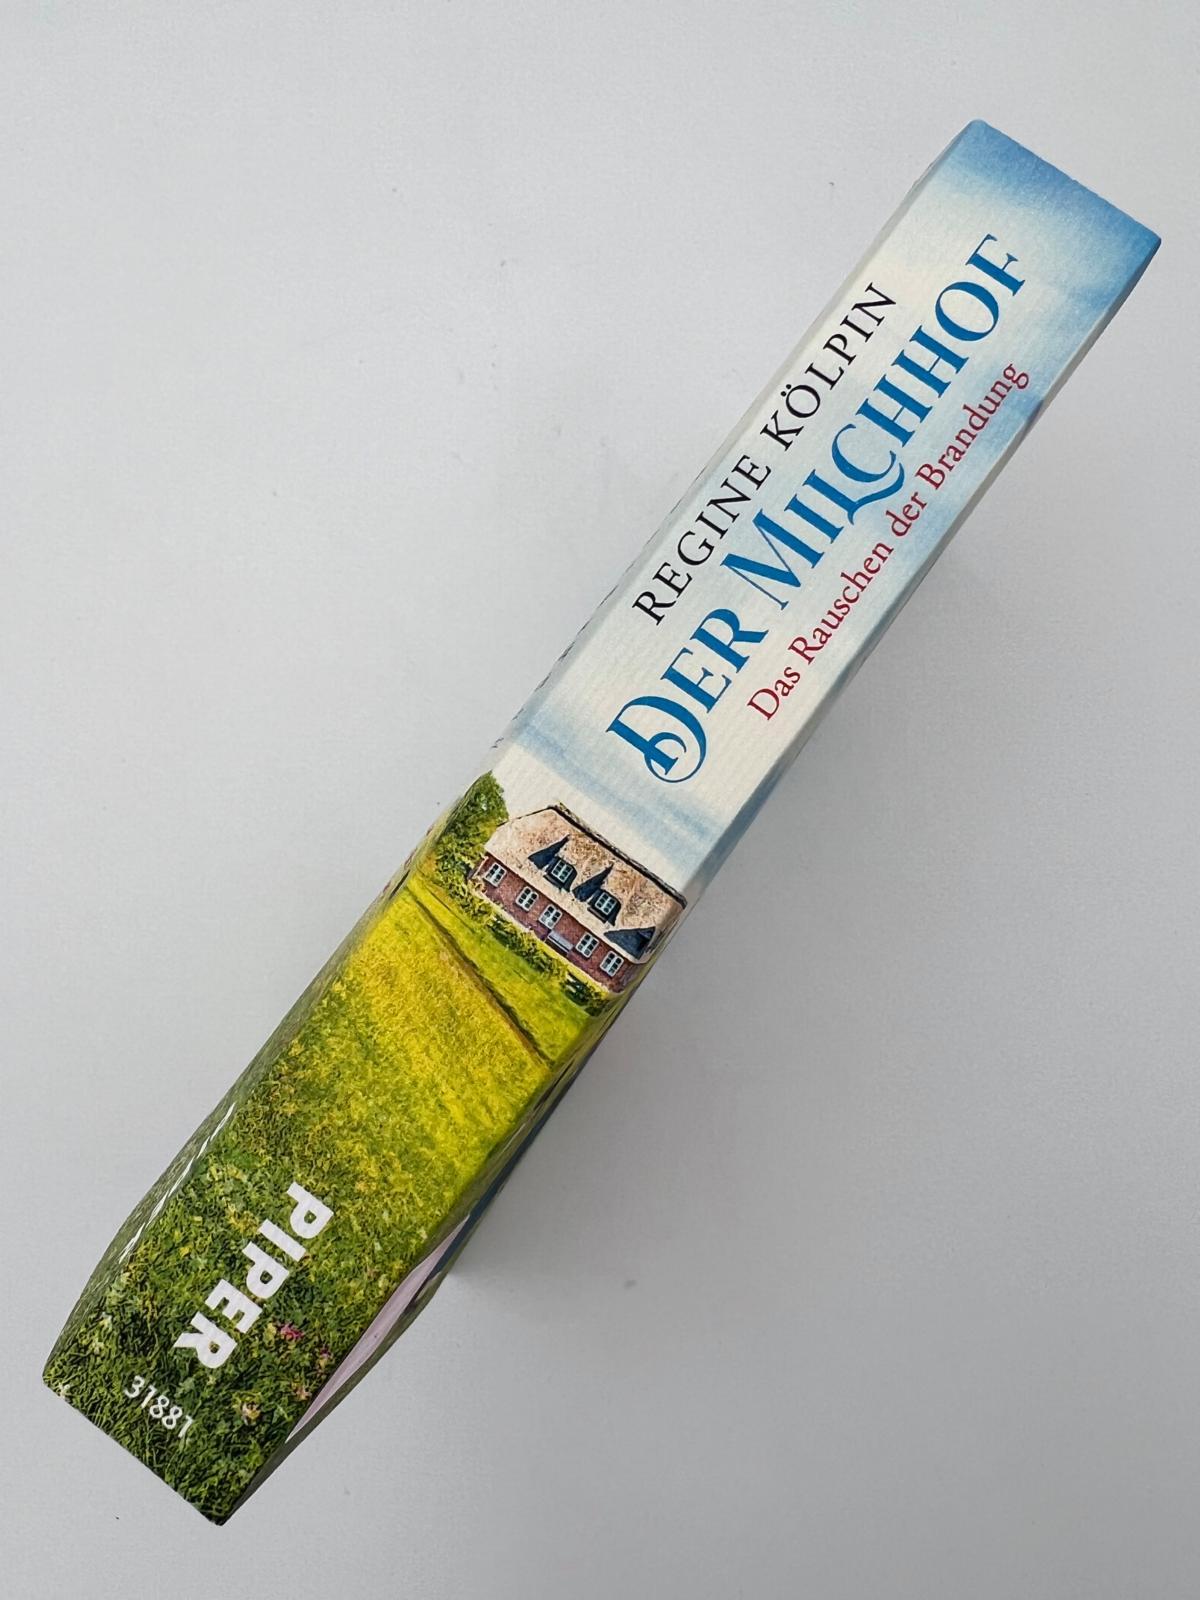 REGINE KÖLPIN
DER MILCHHOF
Das Rauschen der Brandung
PIPER
31881